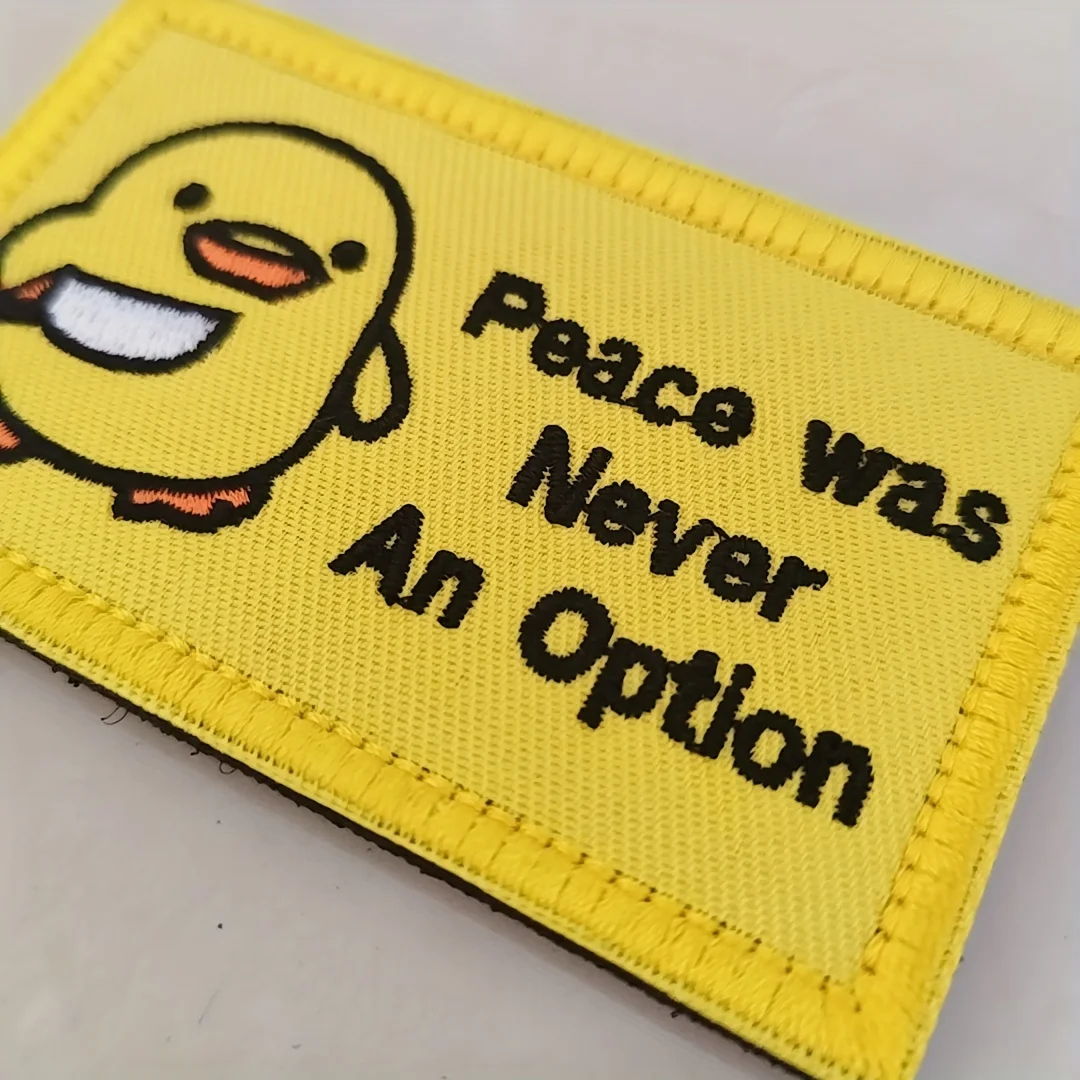 Peace was
Never
An Option